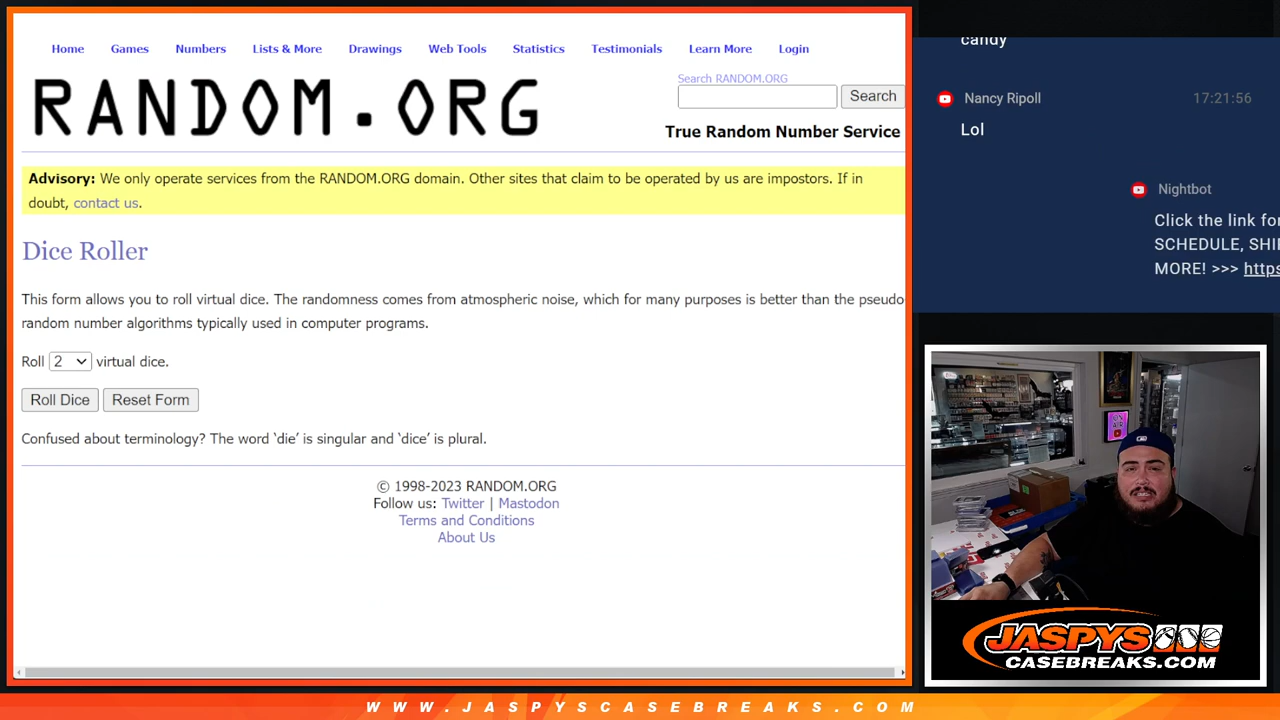 Home Games Numbers Lists & More Drawings Web Tools Statistics Testimonials Learn More Login
RANDOM.ORG
Search RANDOM.ORG
Search
True Random Number Service
Advisory: We only operate services from the RANDOM.ORG domain. Other sites that claim to be operated by us are impostors. If in
doubt, contact us.
Dice Roller
This form allows you to roll virtual dice. The randomness comes from atmospheric noise, which for many purposes is better than the pseudo
random number algorithms typically used in computer programs.
Roll 2 virtual dice.
Roll Dice Reset Form
Confused about terminology? The word ‘die’ is singular and ‘dice’ is plural.
© 1998-2023 RANDOM.ORG
Follow us: Twitter | Mastodon
Terms and Conditions
About Us
candy
Nancy Ripoll 17:21:56
Lol
Nightbot
Click the link for
SCHEDULE, SHI
MORE! >>> https
JASPYS
CASEBREAKS.COM
WWW.JASPYSCASEBREAKS.COM